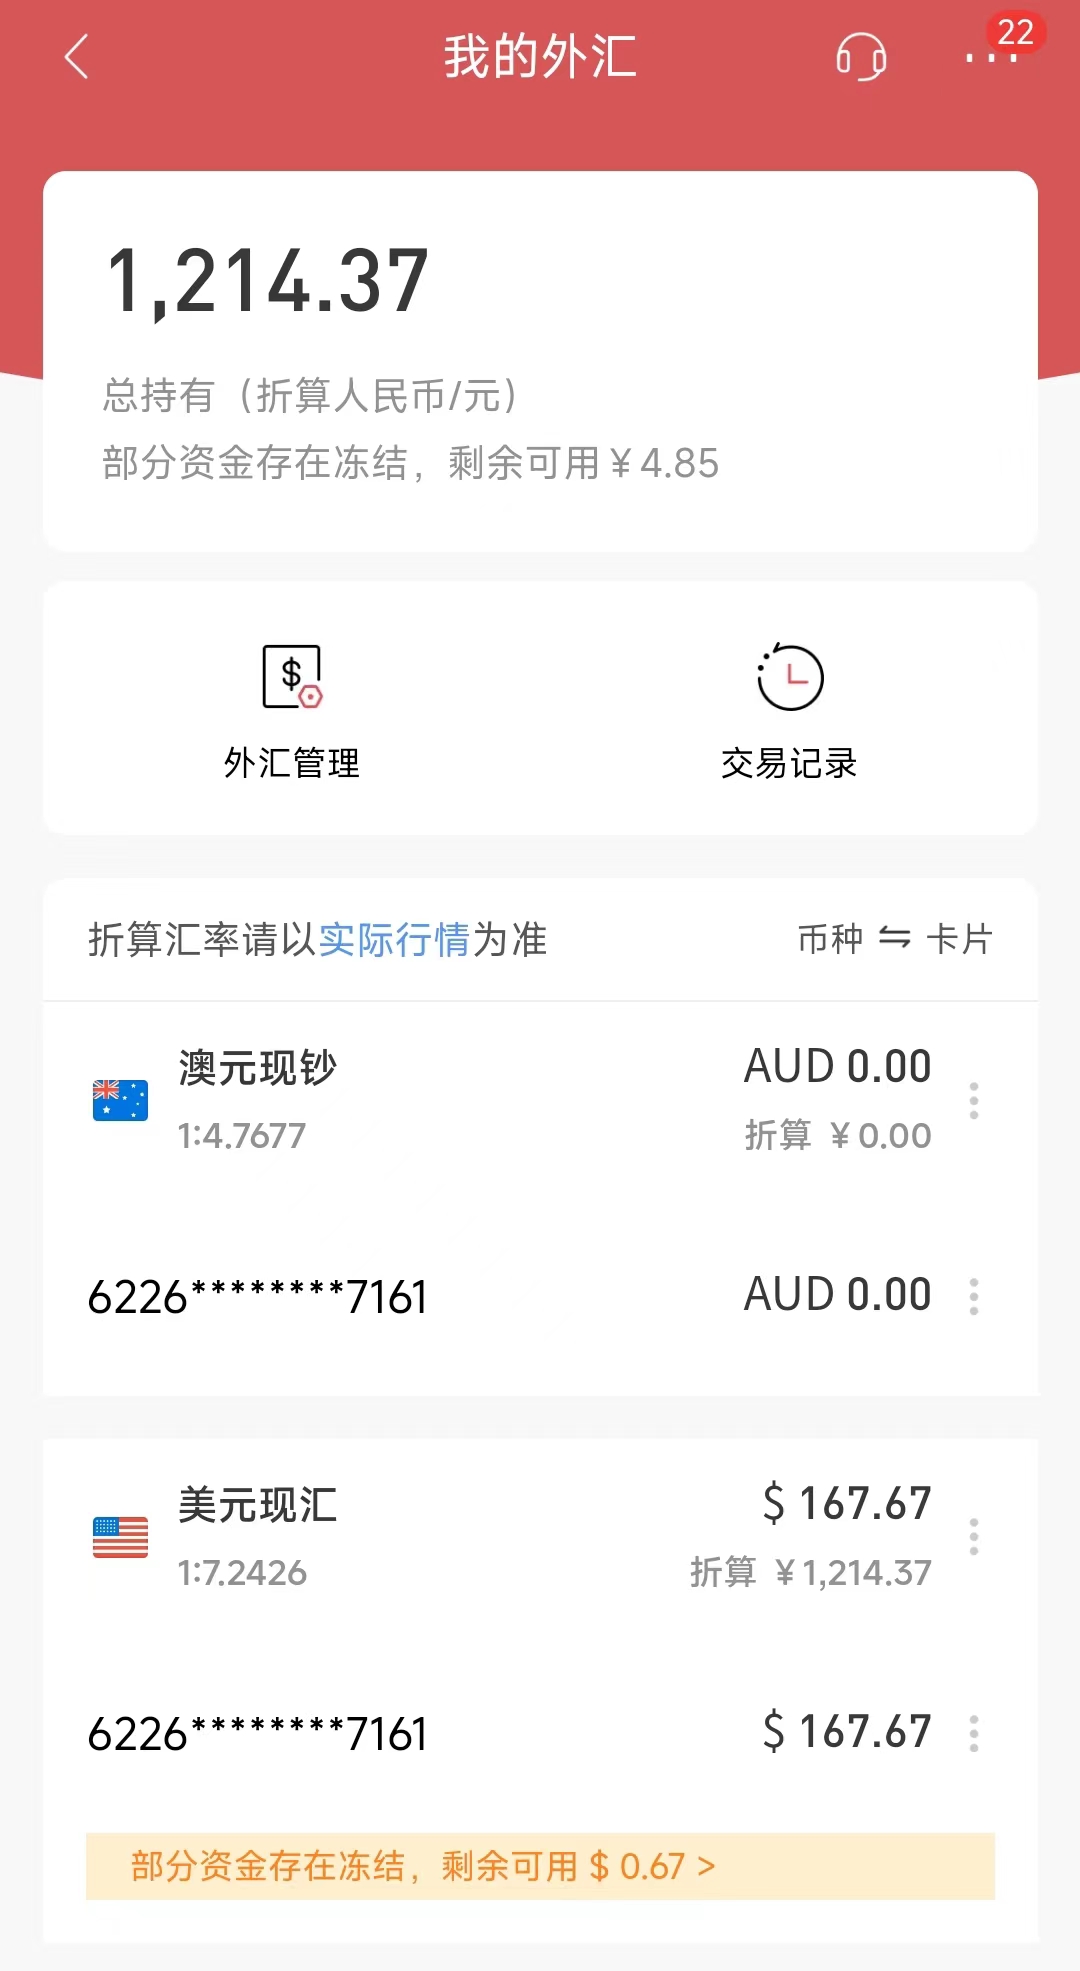 我的外汇
22
1,214.37
总持有（折算人民币/元）
部分资金存在冻结，剩余可用¥4.85
外汇管理
交易记录
折算汇率请以实际行情为准
币种 ⇋ 卡片
澳元现钞
AUD 0.00
1:4.7677
折算 ¥0.00
6226********7161
AUD 0.00
美元现汇
$ 167.67
1:7.2426
折算 ¥1,214.37
6226********7161
$ 167.67
部分资金存在冻结，剩余可用 $ 0.67 >